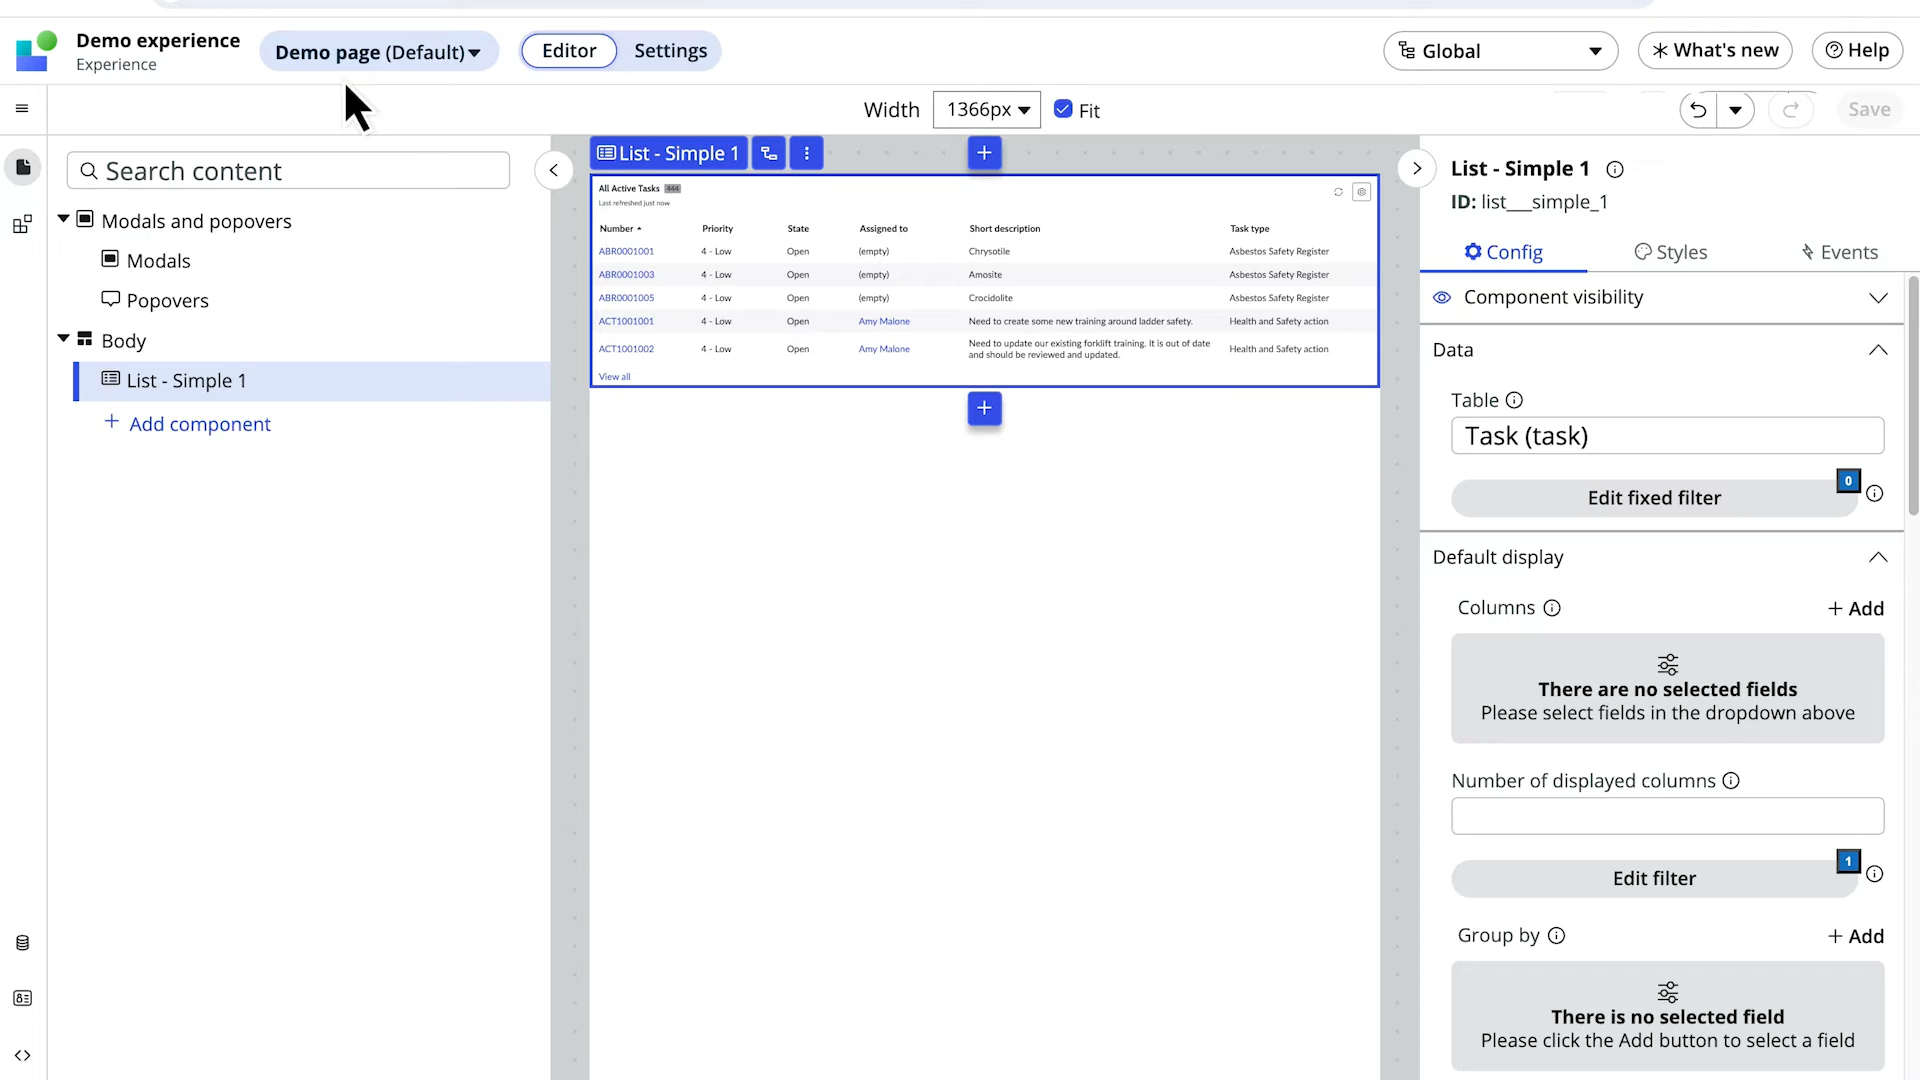 Demo experience
Experience
Demo page (Default)
Editor
Settings
Global
What's new
Help
Width
1366px
Fit
Save
Search content
Modals and popovers
Modals
Popovers
Body
List - Simple 1
+ Add component
List - Simple 1
All Active Tasks 444
Last refreshed just now
Number Priority State Assigned to Short description Task type
ABR0001001 4 - Low Open (empty) Chrysotile Asbestos Safety Register
ABR0001003 4 - Low Open (empty) Amosite Asbestos Safety Register
ABR0001005 4 - Low Open (empty) Crocidolite Asbestos Safety Register
ACT1001001 4 - Low Open Amy Malone Need to create some new training around ladder safety. Health and Safety action
ACT1001002 4 - Low Open Amy Malone Need to update our existing forklift training. It is out of date and should be reviewed and updated. Health and Safety action
View all
List - Simple 1
ID: list__simple_1
Config
Styles
Events
Component visibility
Data
Table
Task (task)
Edit fixed filter
0
Default display
Columns
+ Add
There are no selected fields
Please select fields in the dropdown above
Number of displayed columns
Edit filter
1
Group by
+ Add
There is no selected field
Please click the Add button to select a field